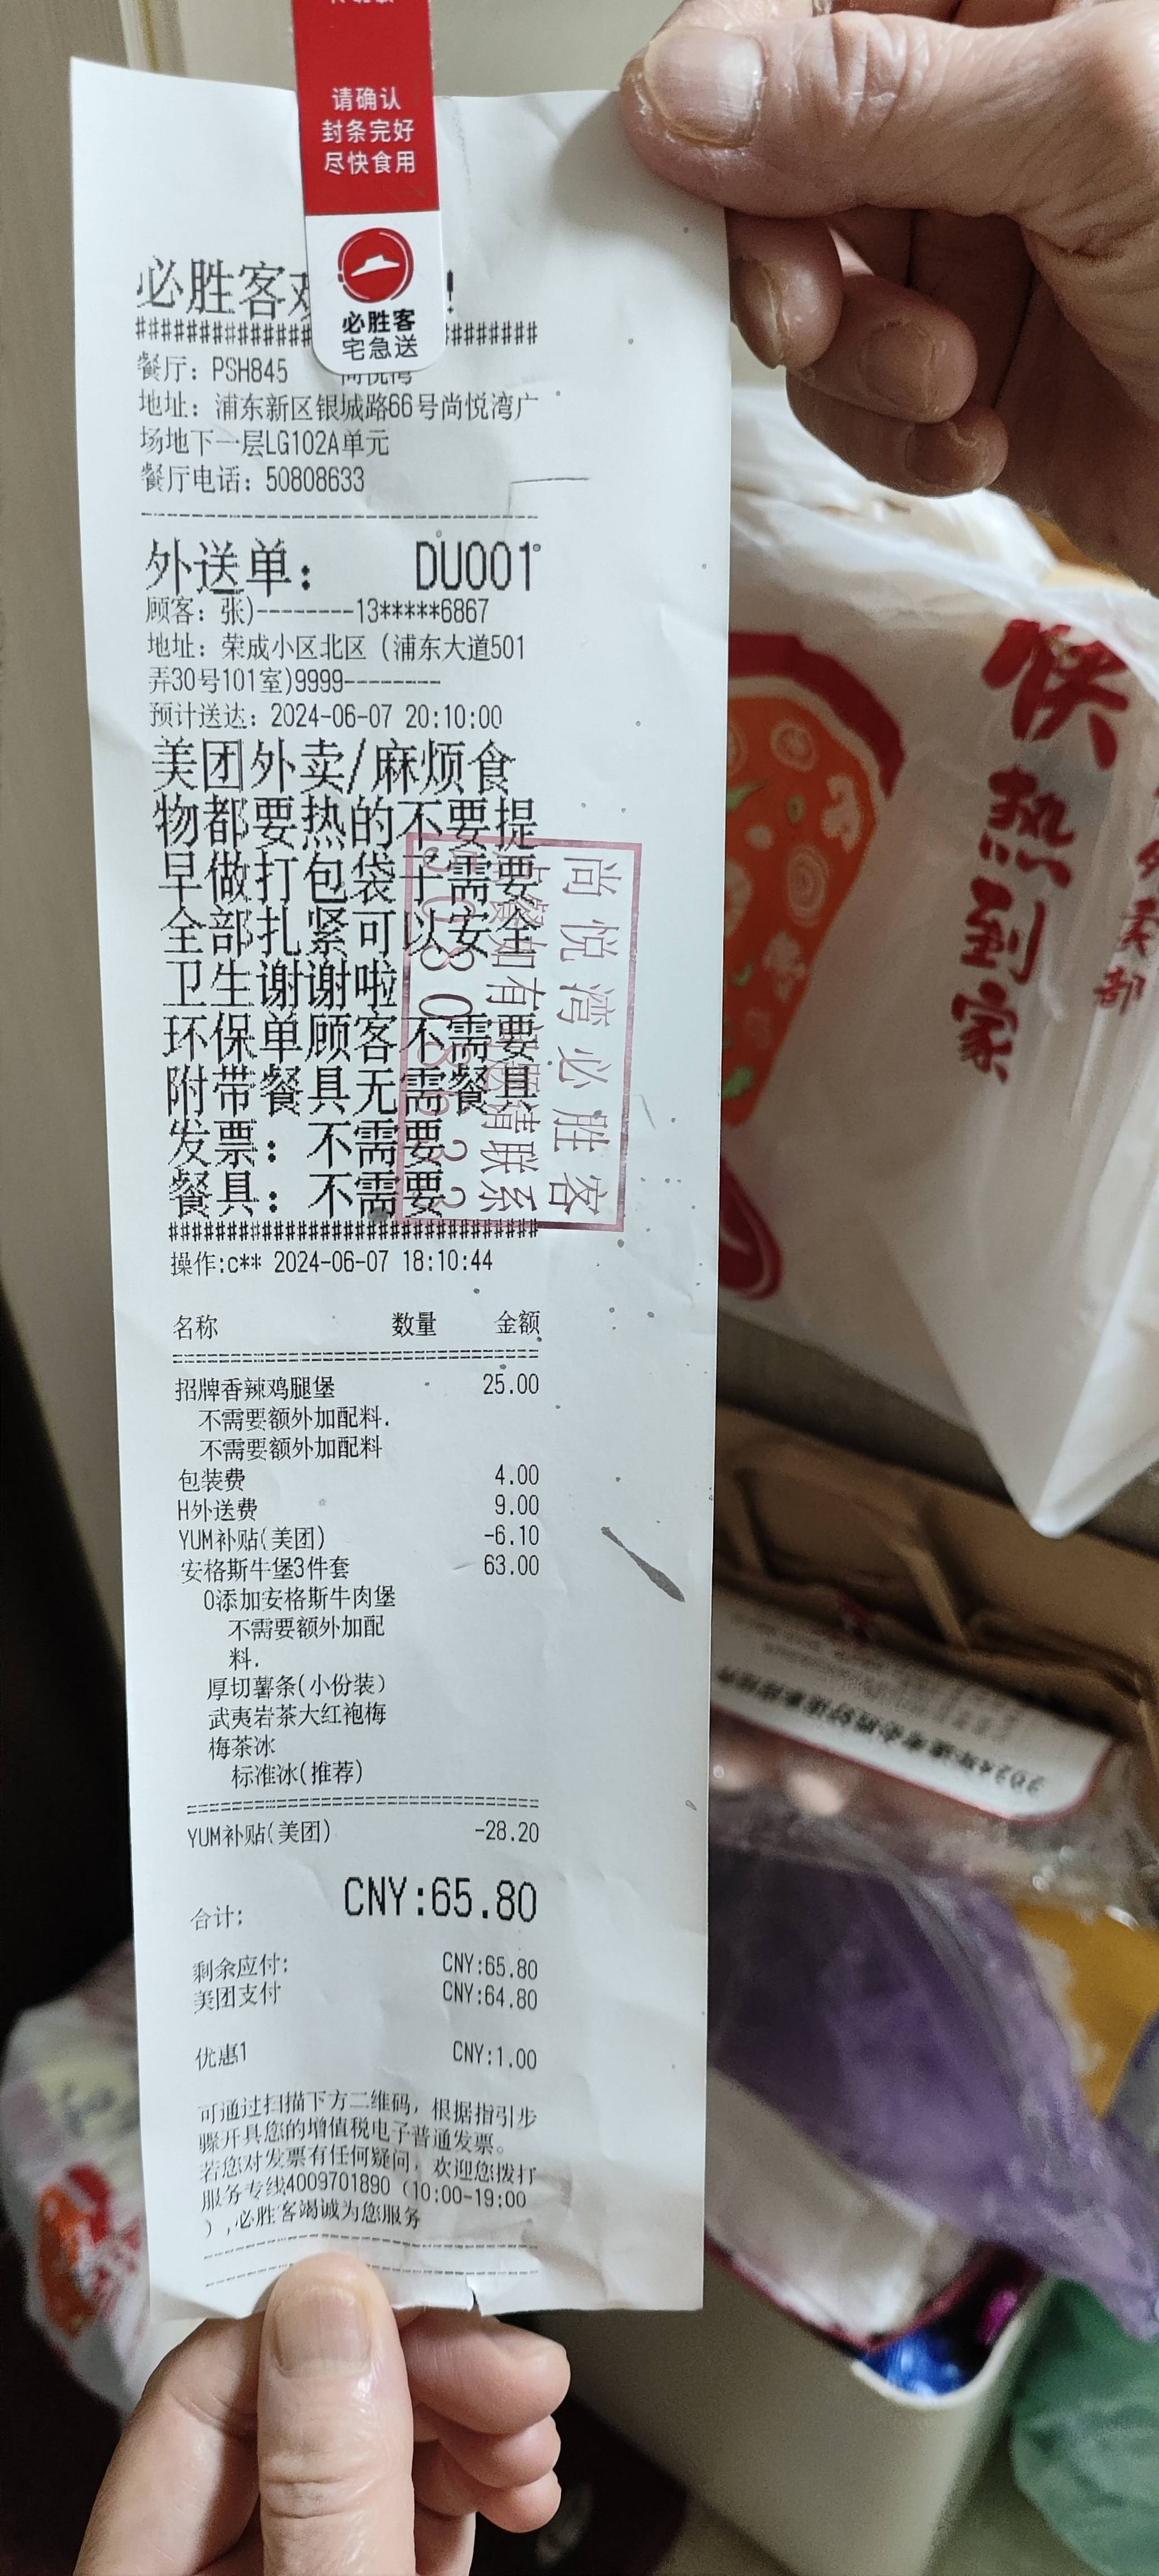 请确认
封条完好
尽快食用
必胜客
宅急送
必胜客 !
##################################
餐厅: PSH845 尚悦湾
地址: 浦东新区银城路66号尚悦湾广
场地下一层LG102A单元
餐厅电话: 50808633
外送单: DU001
顾客: 张)--------13*****6867
地址: 荣成小区北区 (浦东大道501
弄30号101室)9999--------
预计送达: 2024-06-07 20:10:00
美团外卖/麻烦食
物都要热的不要提
早做打包袋子需要
全部扎紧可以安全
卫生谢谢啦
环保单顾客不需要
附带餐具无需餐具
发票: 不需要
餐具: 不需要
##################################
操作:c** 2024-06-07 18:10:44
名称 数量 金额
招牌香辣鸡腿堡 25.00
不需要额外加配料.
不需要额外加配料
包装费 4.00
H外送费 9.00
YUM补贴(美团) -6.10
安格斯牛堡3件套 63.00
0添加安格斯牛肉堡
不需要额外加配
料.
厚切薯条(小份装)
武夷岩茶大红袍梅
梅茶冰
标准冰(推荐)
YUM补贴(美团) -28.20
合计: CNY:65.80
剩余应付: CNY:65.80
美团支付 CNY:64.80
优惠1 CNY:1.00
可通过扫描下方二维码, 根据指引步
骤开具您的增值税电子普通发票。
若您对发票有任何疑问, 欢迎您拨打
服务专线4009701890 (10:00-19:00
),必胜客竭诚为您服务
尚悦湾必胜客
请联系
50808633
快
热到家
外卖部